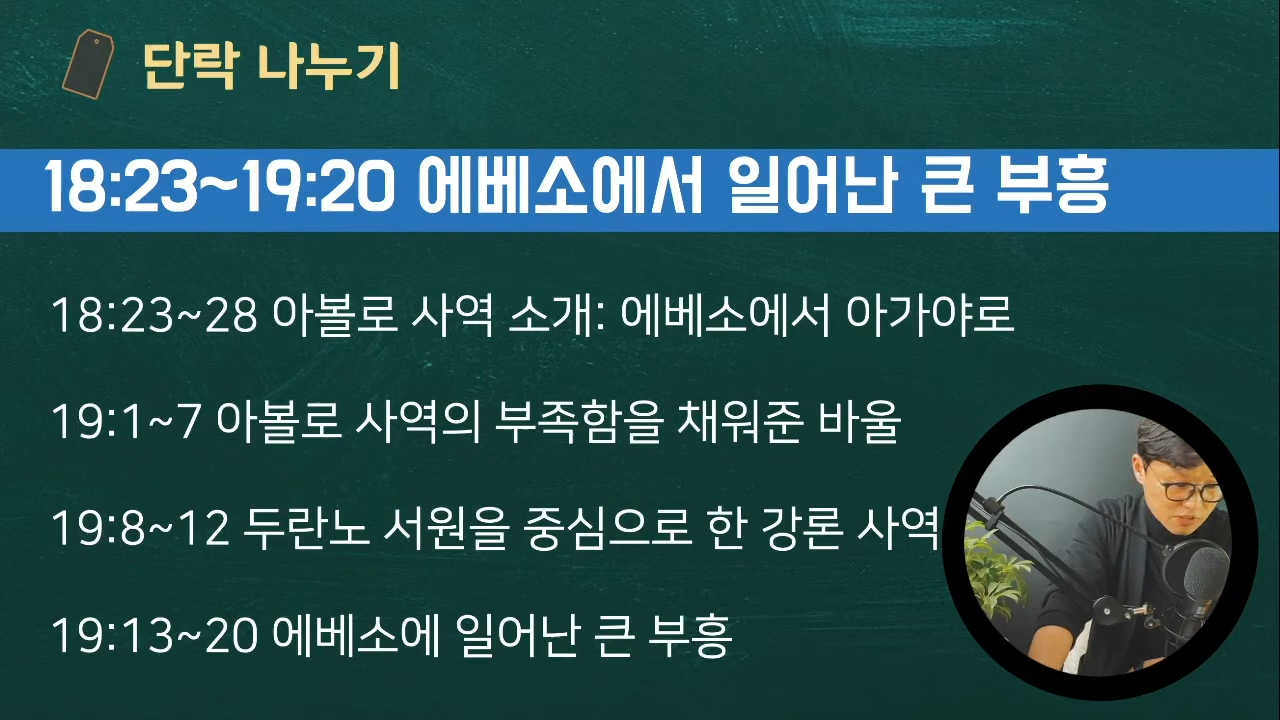 단락 나누기
18:23~19:20 에베소에서 일어난 큰 부흥
18:23~28 아볼로 사역 소개: 에베소에서 아가야로
19:1~7 아볼로 사역의 부족함을 채워준 바울
19:8~12 두란노 서원을 중심으로 한 강론 사역
19:13~20 에베소에 일어난 큰 부흥